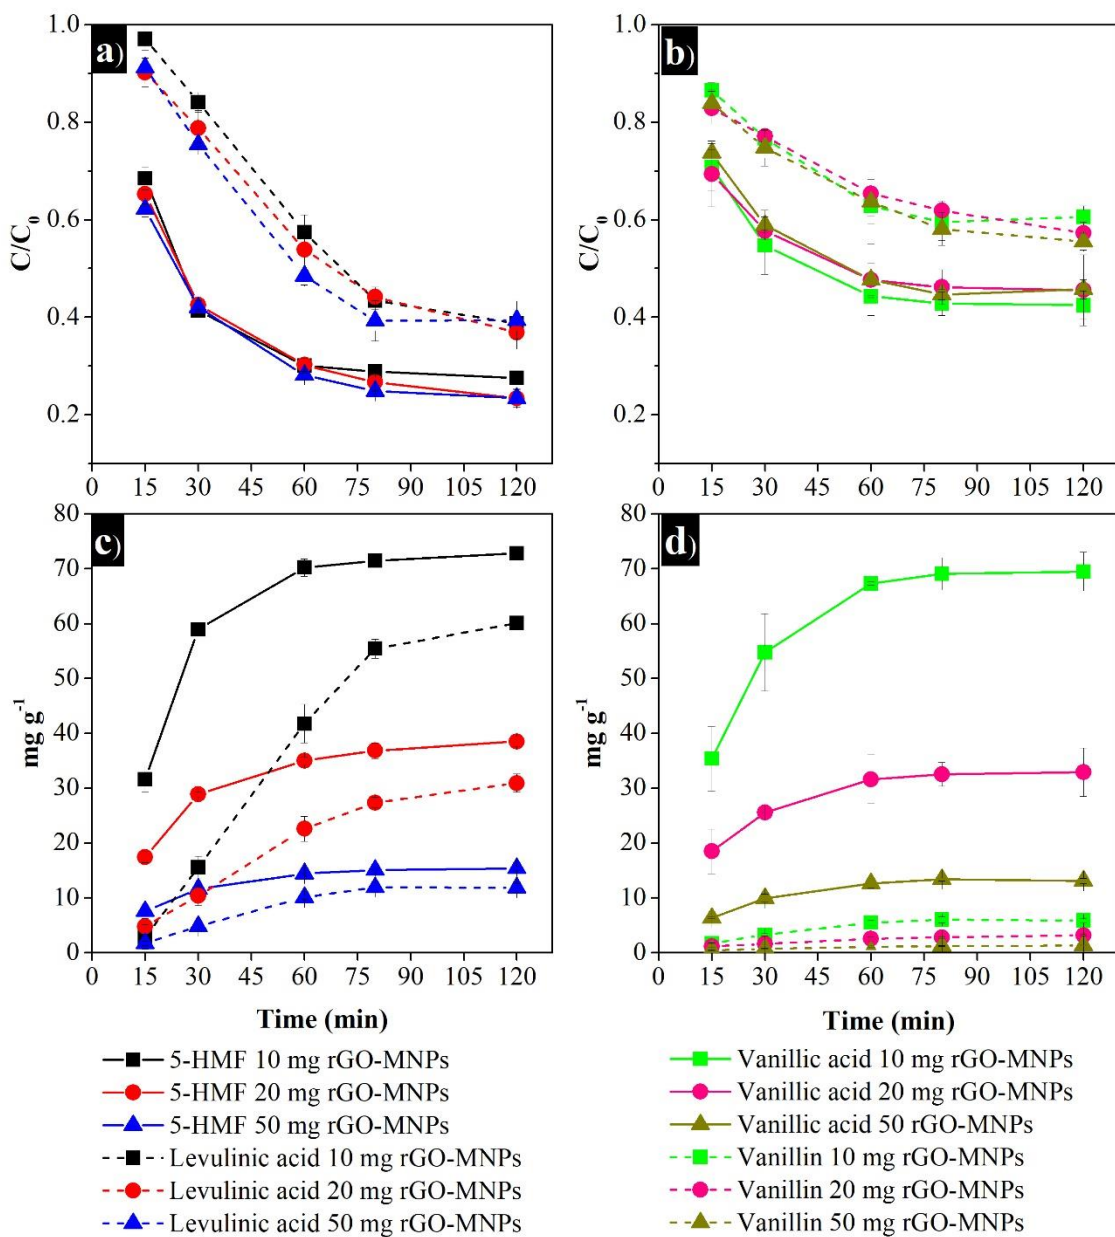 a)
1.0
0.8
0.6
0.4
0.2
C/C₀
0 15 30 45 60 75 90 105 120
b)
1.0
0.8
0.6
0.4
0.2
C/C₀
0 15 30 45 60 75 90 105 120
c)
80
70
60
50
40
30
20
10
0
mg g⁻¹
0 15 30 45 60 75 90 105 120
Time (min)
d)
80
70
60
50
40
30
20
10
0
mg g⁻¹
0 15 30 45 60 75 90 105 120
Time (min)
5-HMF 10 mg rGO-MNPs
5-HMF 20 mg rGO-MNPs
5-HMF 50 mg rGO-MNPs
Levulinic acid 10 mg rGO-MNPs
Levulinic acid 20 mg rGO-MNPs
Levulinic acid 50 mg rGO-MNPs
Vanillic acid 10 mg rGO-MNPs
Vanillic acid 20 mg rGO-MNPs
Vanillic acid 50 rGO-MNPs
Vanillin 10 mg rGO-MNPs
Vanillin 20 mg rGO-MNPs
Vanillin 50 mg rGO-MNPs